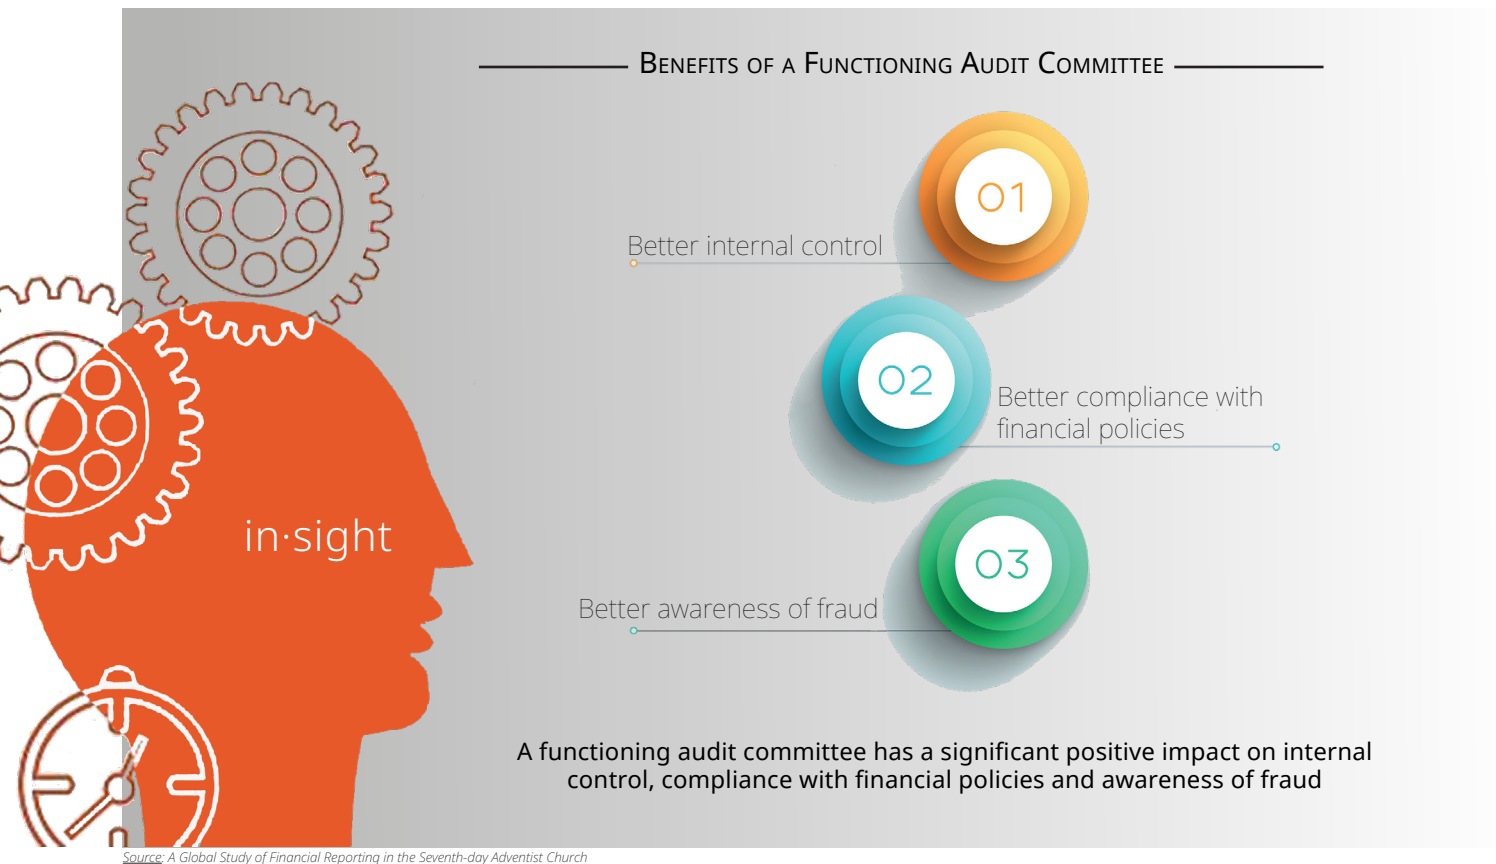 Benefits of a Functioning Audit Committee
01
Better internal control
02
Better compliance with
financial policies
in·sight
03
Better awareness of fraud
A functioning audit committee has a significant positive impact on internal
control, compliance with financial policies and awareness of fraud
Source: A Global Study of Financial Reporting in the Seventh-day Adventist Church